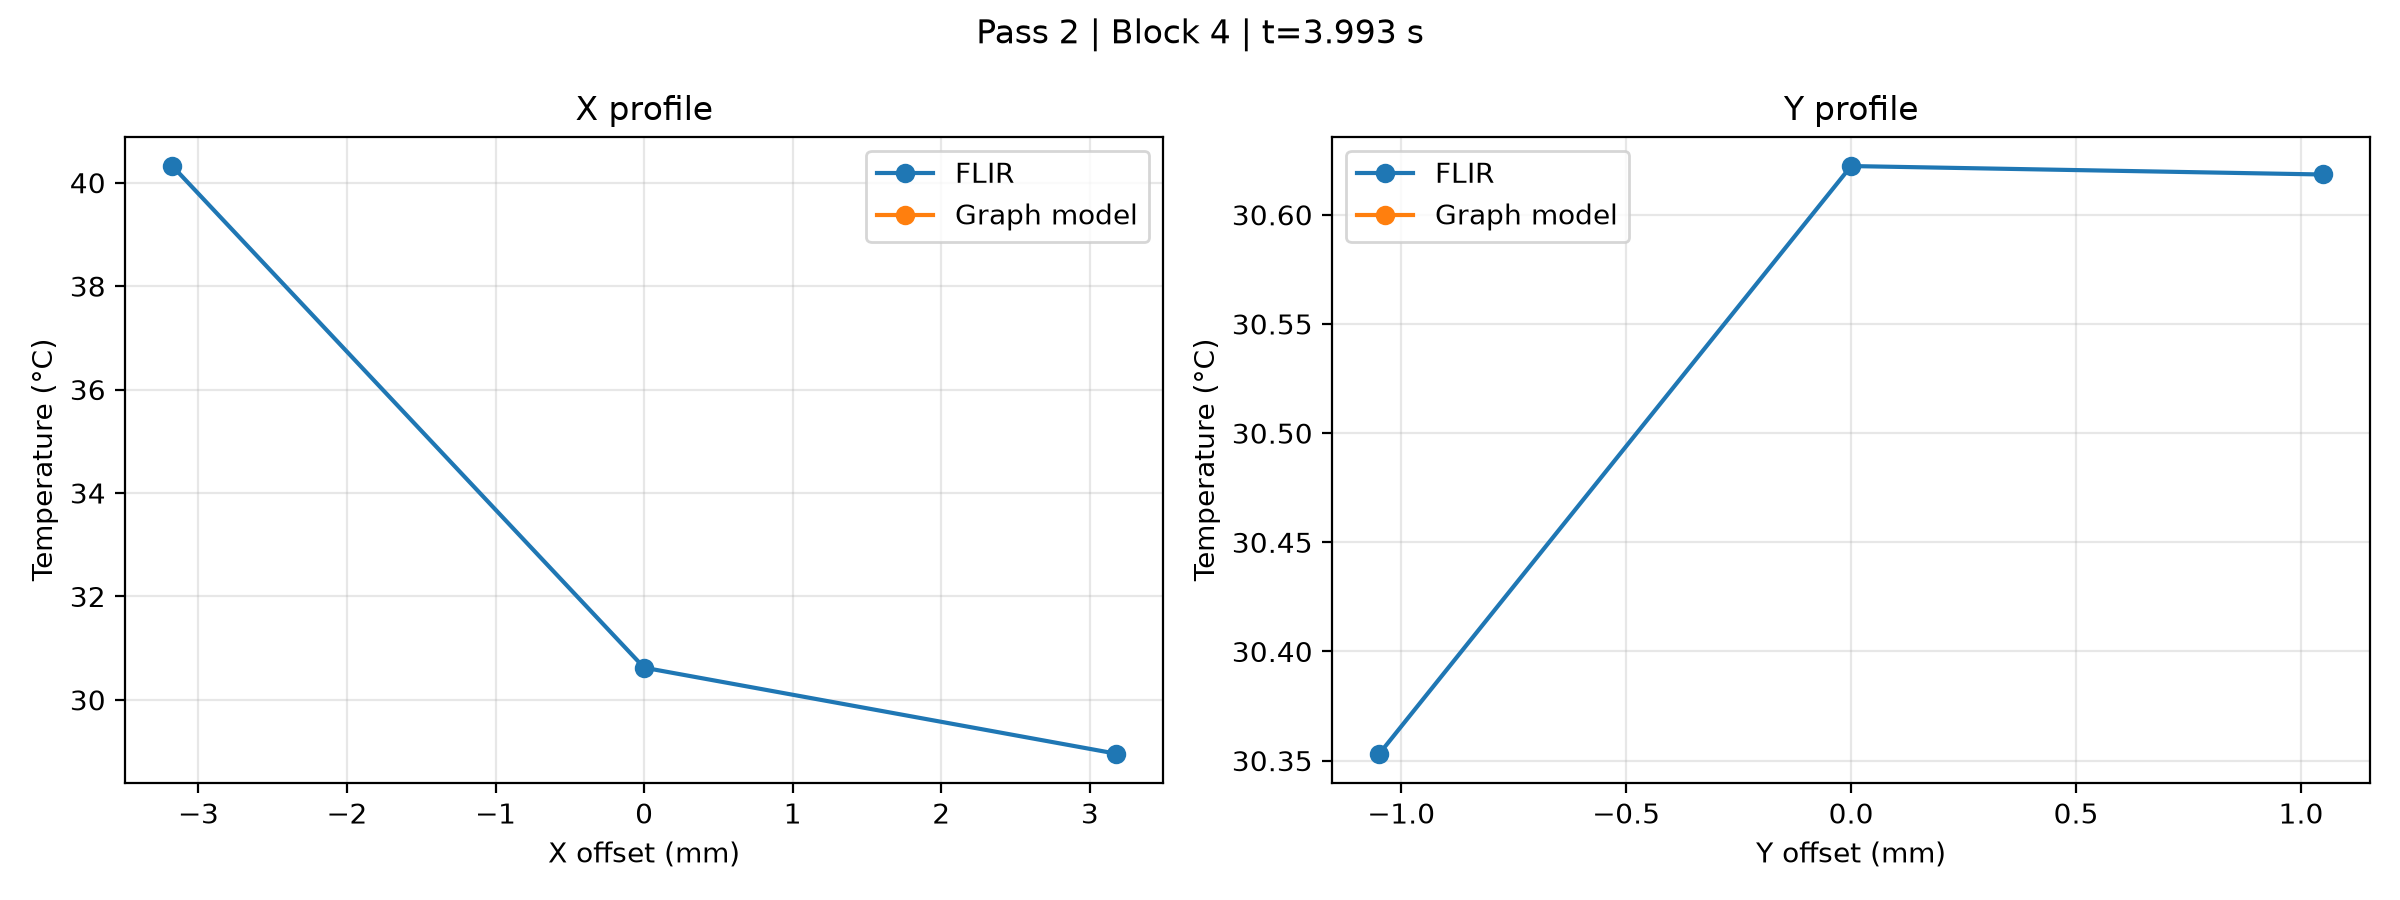 Pass 2 | Block 4 | t=3.993 s
X profile
FLIR
Graph model
40
38
36
34
32
30
Temperature (°C)
−3
−2
−1
0
1
2
3
X offset (mm)
Y profile
FLIR
Graph model
30.60
30.55
30.50
30.45
30.40
30.35
Temperature (°C)
−1.0
−0.5
0.0
0.5
1.0
Y offset (mm)